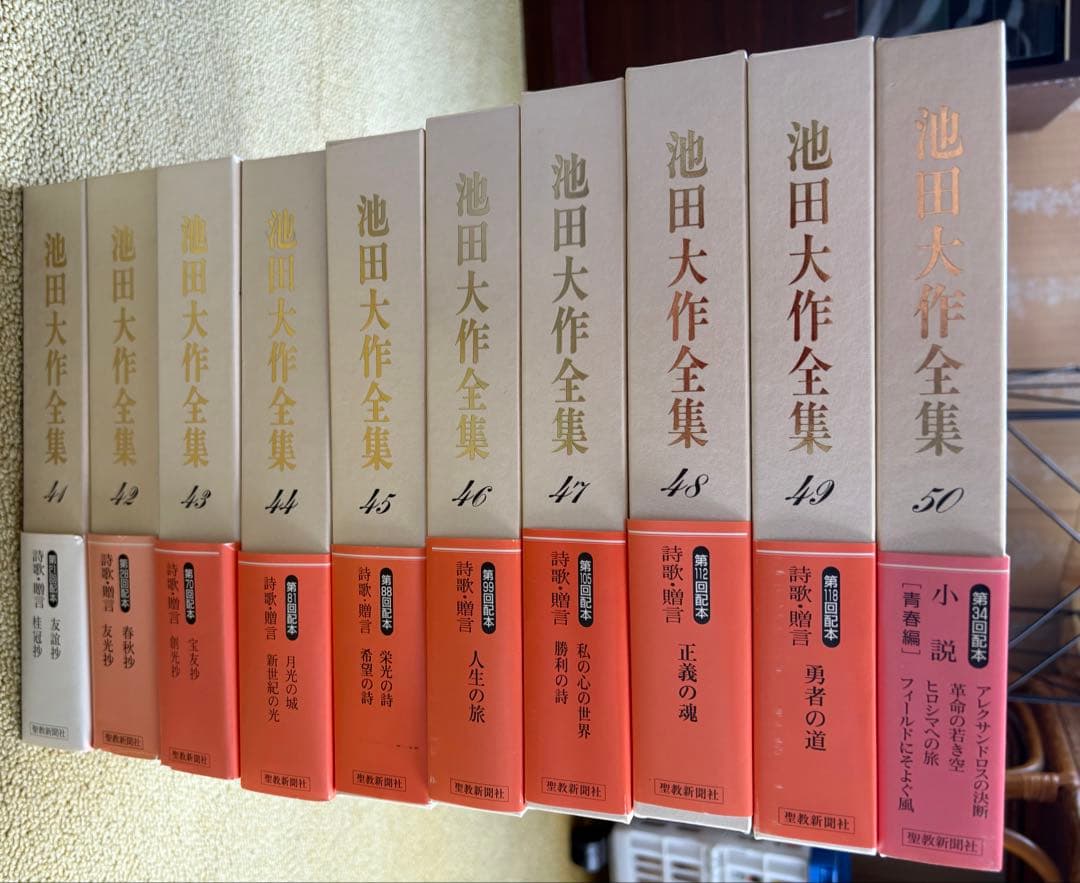 池田大作全集
41
第21回配本
詩歌・贈言
友誼抄
桂冠抄
聖教新聞社
池田大作全集
42
詩歌・贈言
春秋抄
友光抄
聖教新聞社
池田大作全集
43
第70回配本
詩歌・贈言
宝友抄
創光抄
聖教新聞社
池田大作全集
44
第81回配本
詩歌・贈言
月光の城
新世紀の光
聖教新聞社
池田大作全集
45
第88回配本
詩歌・贈言
栄光の詩
希望の詩
聖教新聞社
池田大作全集
46
第99回配本
詩歌・贈言
人生の旅
聖教新聞社
池田大作全集
47
第105回配本
詩歌・贈言
私の心の世界
勝利の詩
聖教新聞社
池田大作全集
48
第112回配本
詩歌・贈言
正義の魂
聖教新聞社
池田大作全集
49
第118回配本
詩歌・贈言
勇者の道
聖教新聞社
池田大作全集
50
第34回配本
小説
［青春編］
アレクサンドロスの決断
革命の若き空
ヒロシマへの旅
フィールドにそよぐ風
聖教新聞社